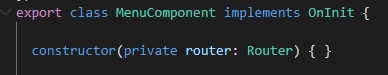 export class MenuComponent implements OnInit {
constructor(private router: Router) { }